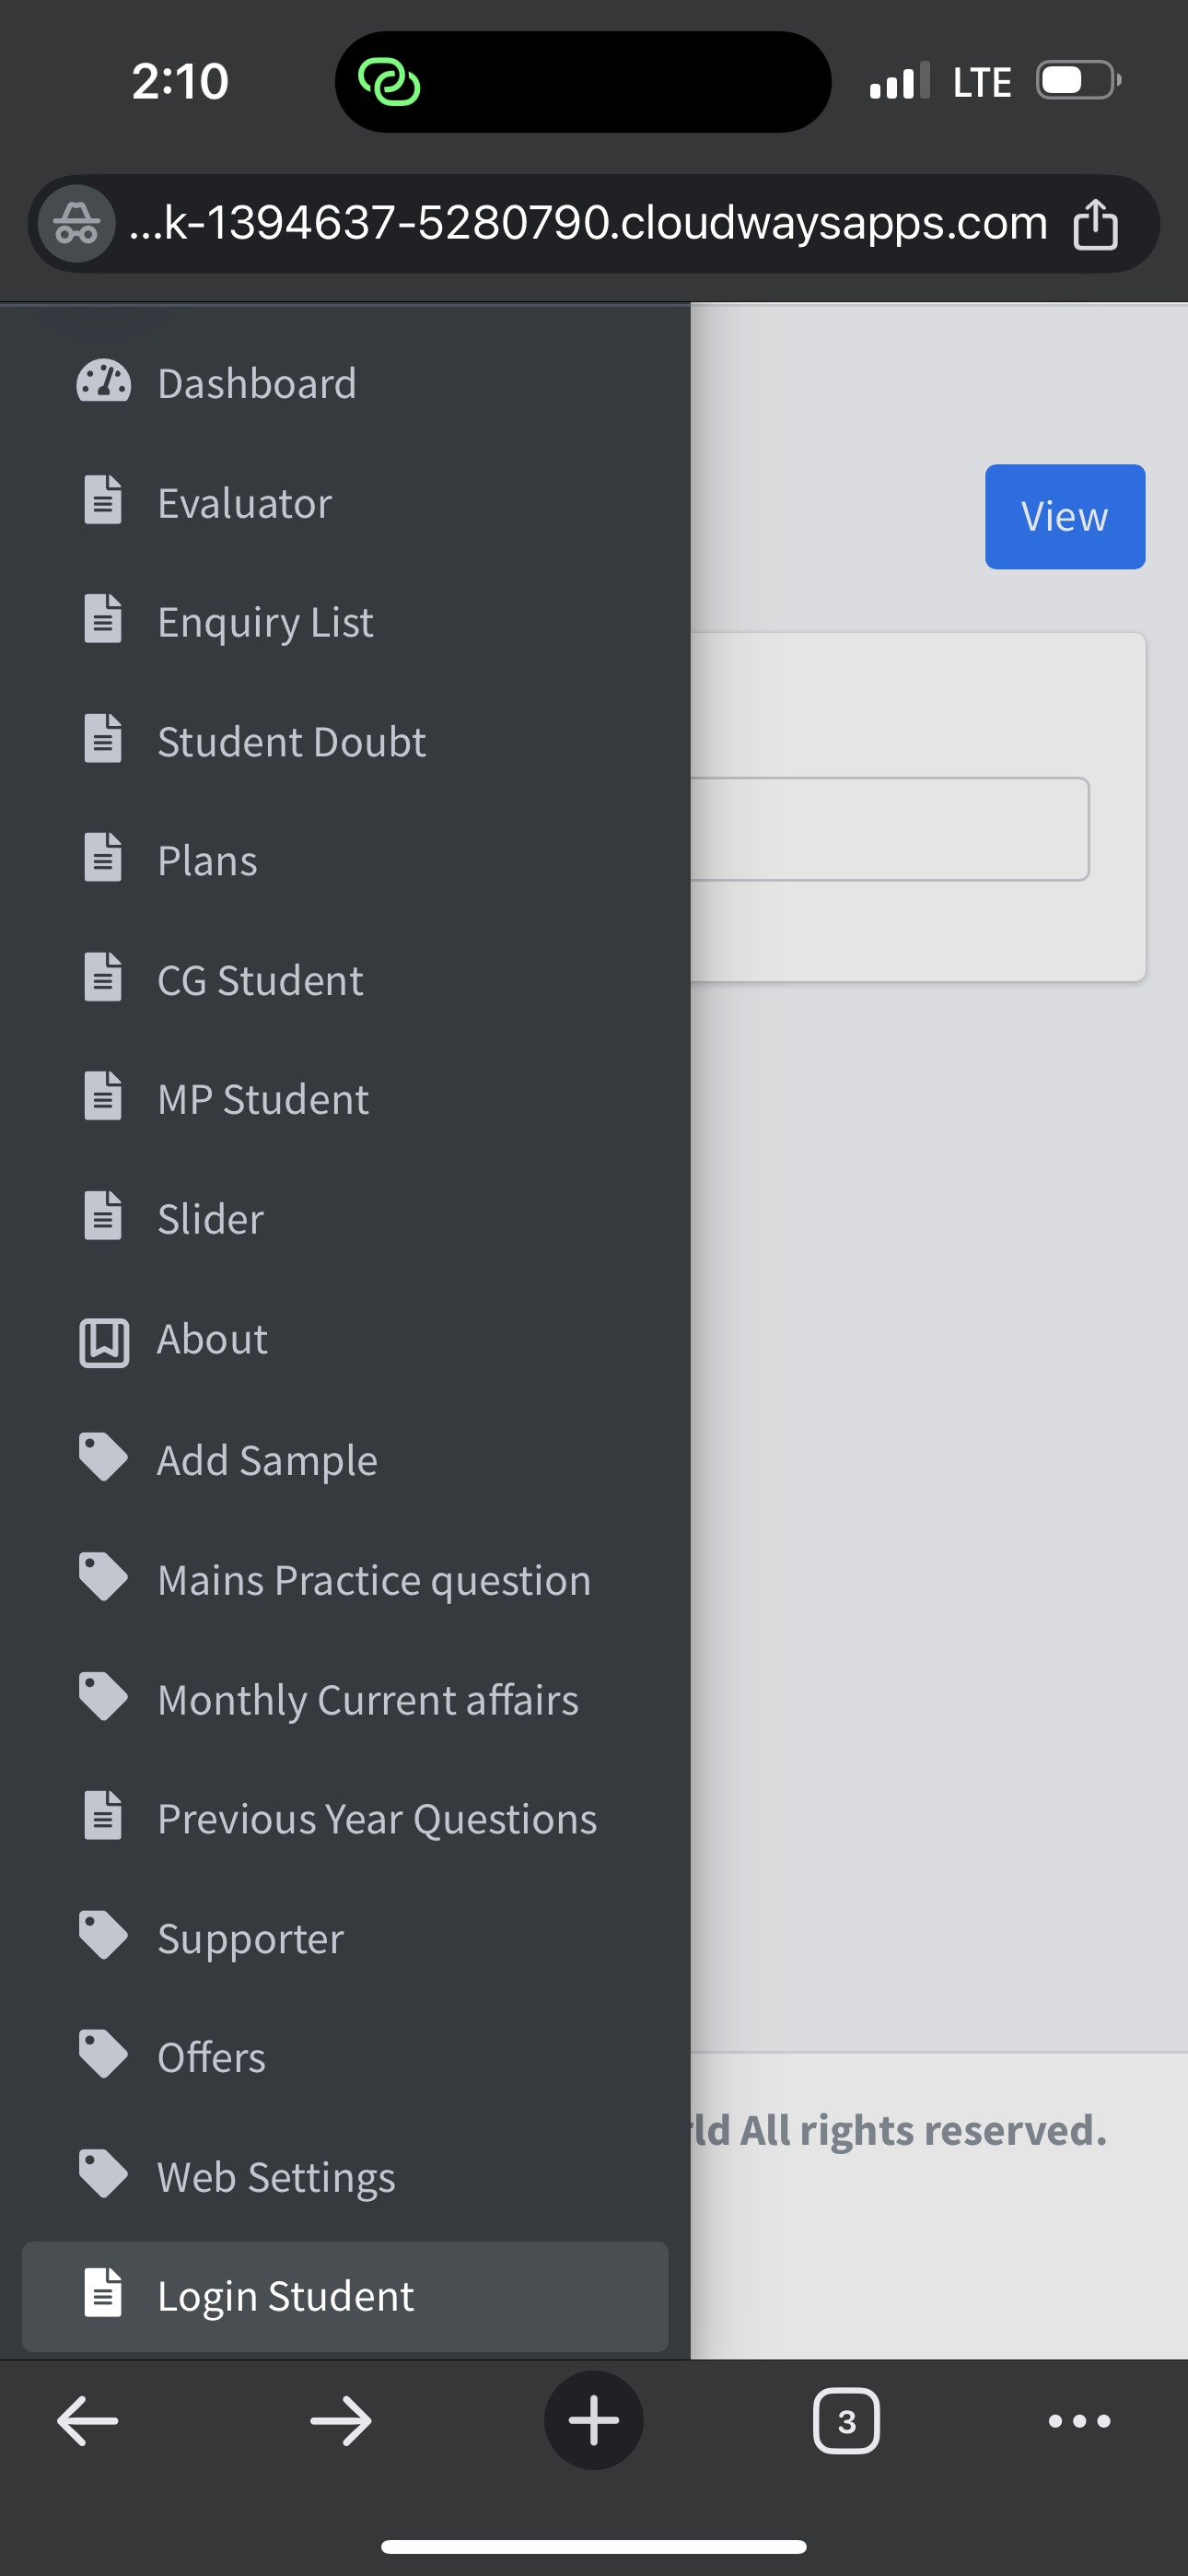 2:10
LTE
...k-1394637-5280790.cloudwaysapps.com
Dashboard
Evaluator
View
Enquiry List
Student Doubt
Plans
CG Student
MP Student
Slider
About
Add Sample
Mains Practice question
Monthly Current affairs
Previous Year Questions
Supporter
Offers
All rights reserved.
Web Settings
Login Student
3